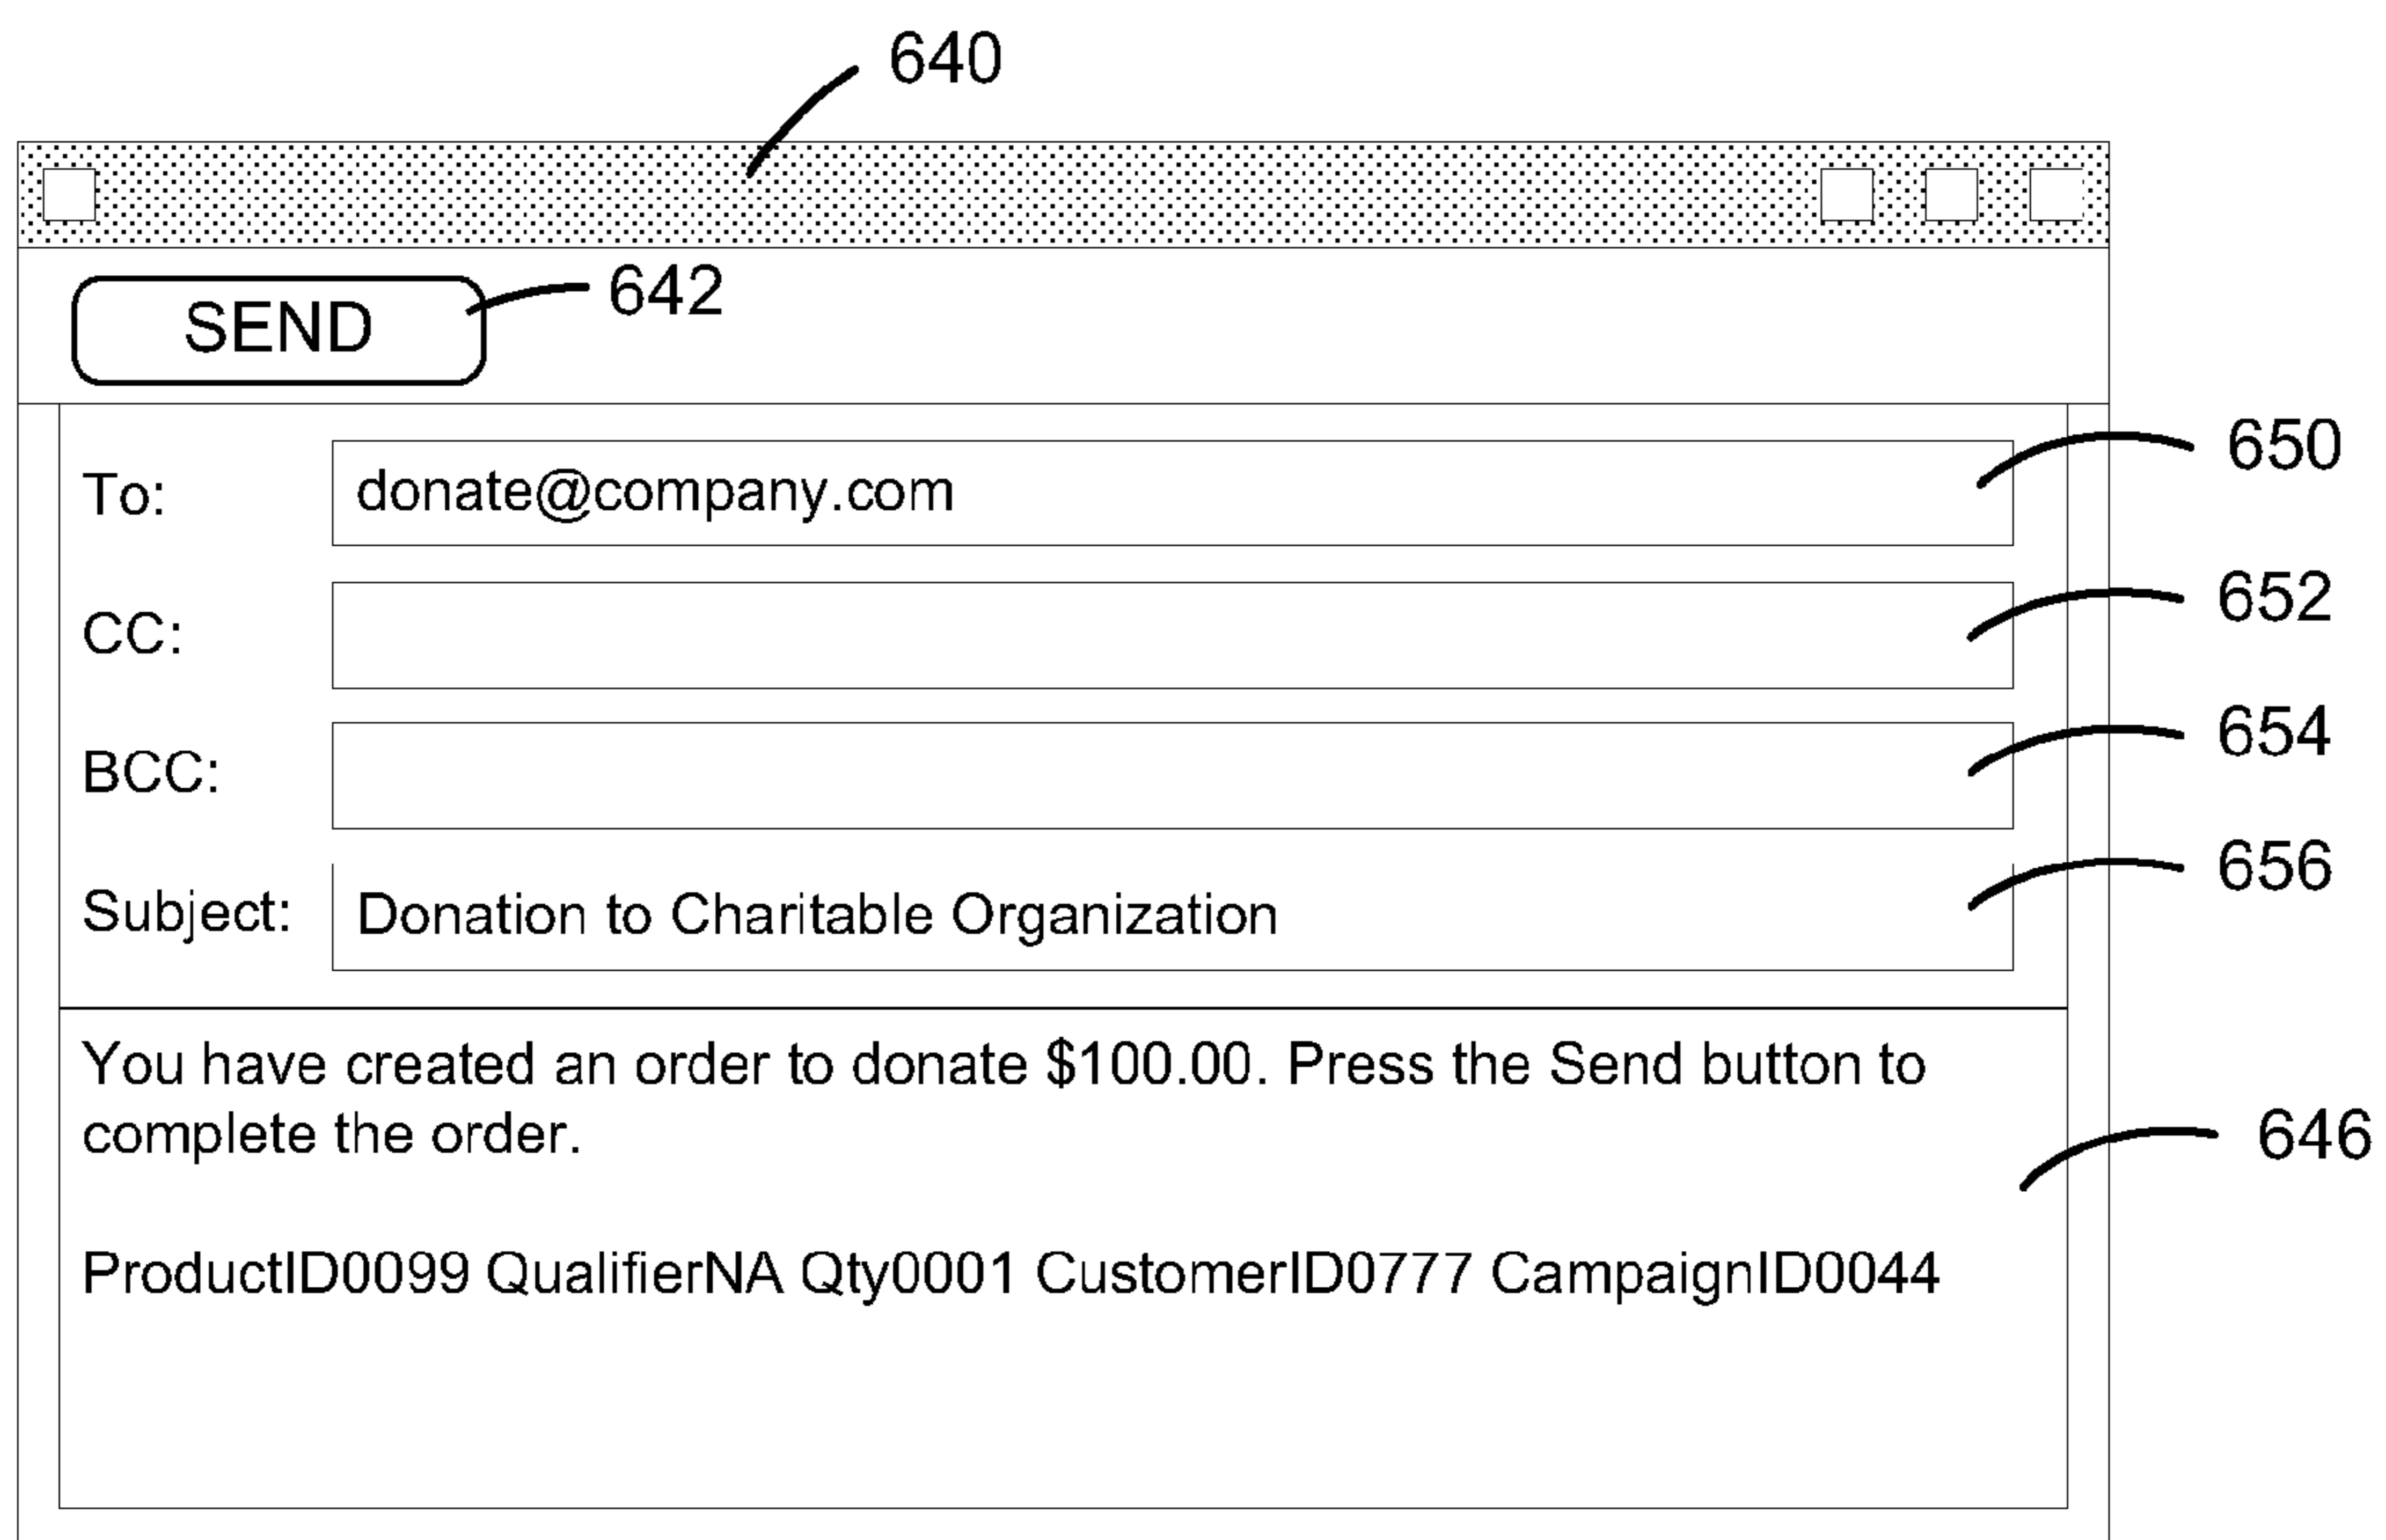 640
SEND 642
To: donate@company.com 650
CC: 652
BCC: 654
Subject: Donation to Charitable Organization 656
You have created an order to donate $100.00. Press the Send button to
complete the order.
646
ProductID0099 QualifierNA Qty0001 CustomerID0777 CampaignID0044